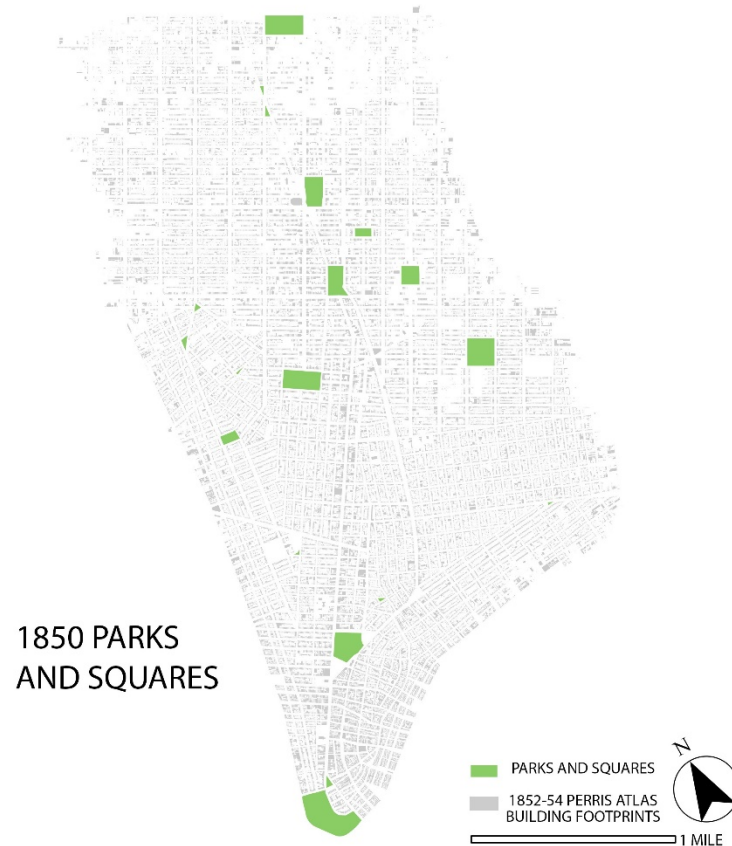 1850 PARKS
AND SQUARES
N
PARKS AND SQUARES
1852-54 PERRIS ATLAS
BUILDING FOOTPRINTS
1 MILE